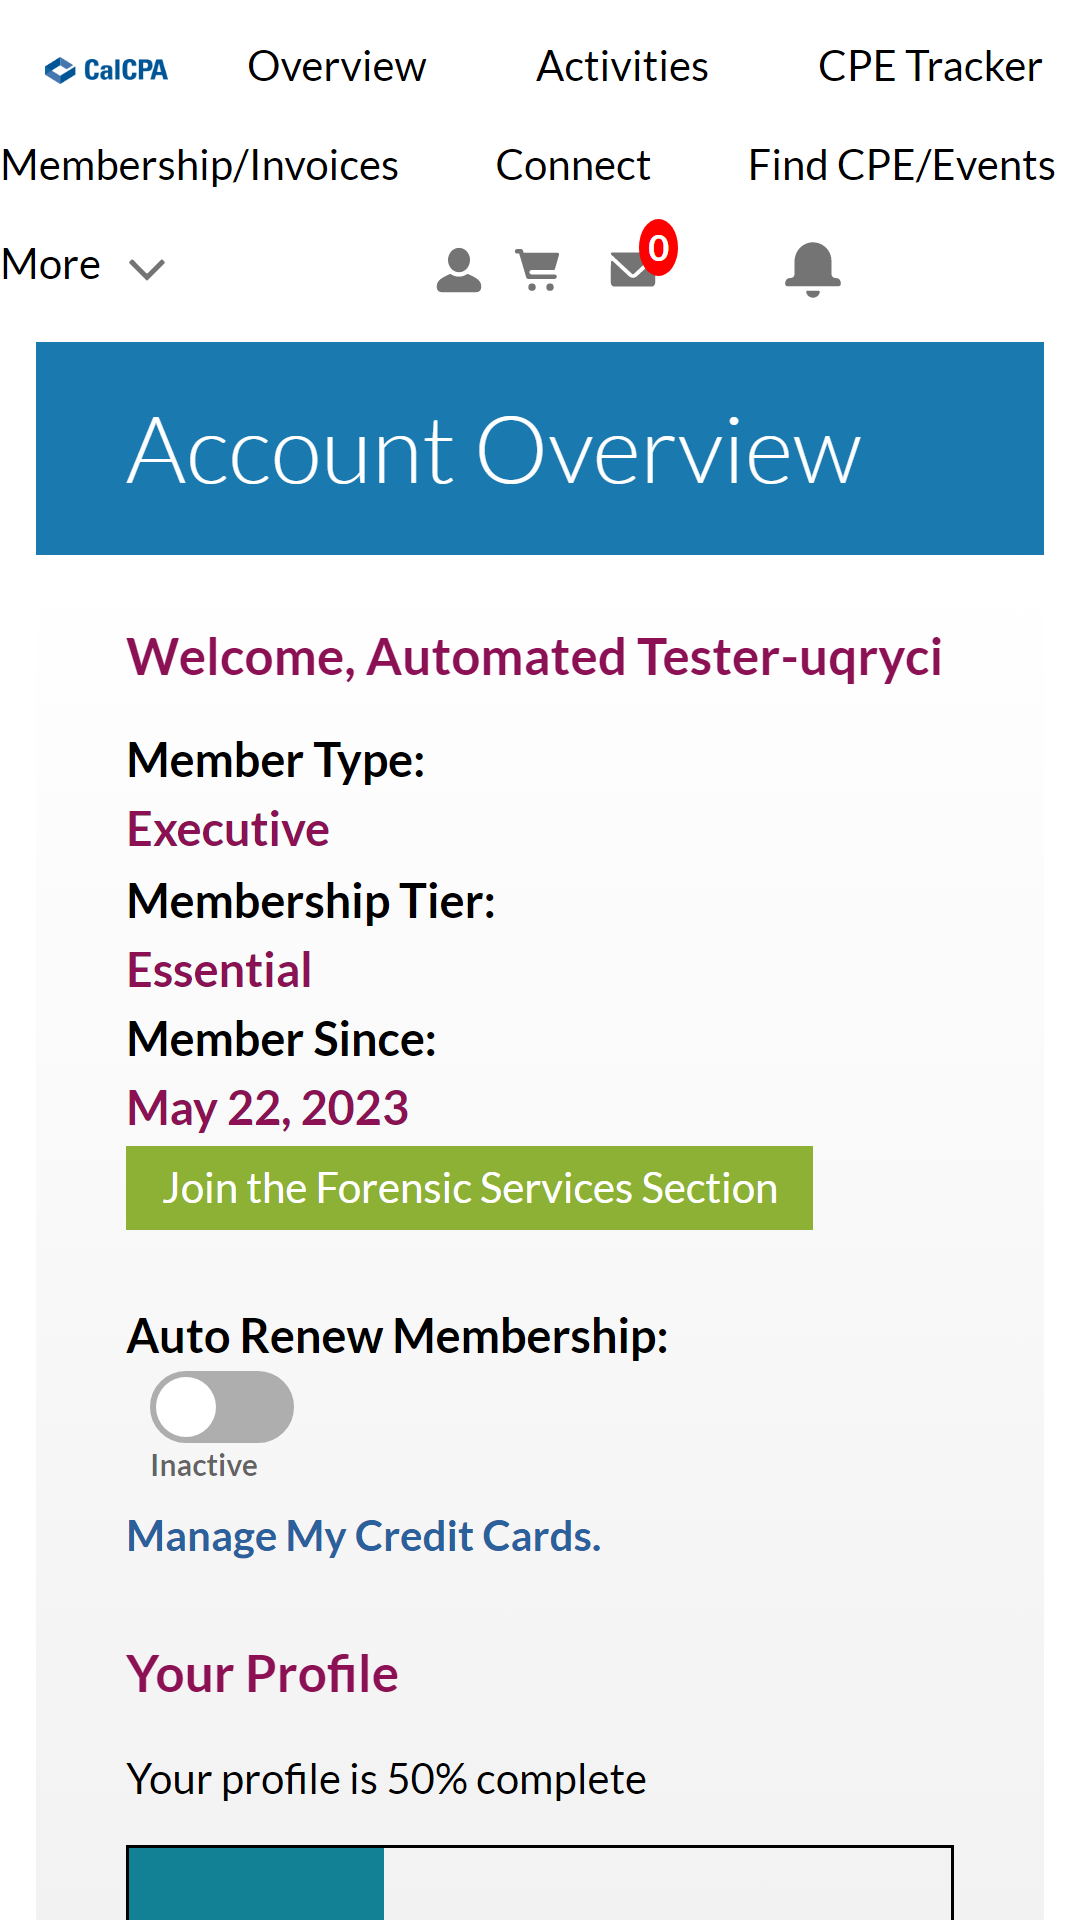 CalCPA Overview Activities CPE Tracker
Membership/Invoices Connect Find CPE/Events
More 0
Account Overview
Welcome, Automated Tester-uqryci
Member Type:
Executive
Membership Tier:
Essential
Member Since:
May 22, 2023
Join the Forensic Services Section
Auto Renew Membership:
Inactive
Manage My Credit Cards.
Your Profile
Your profile is 50% complete